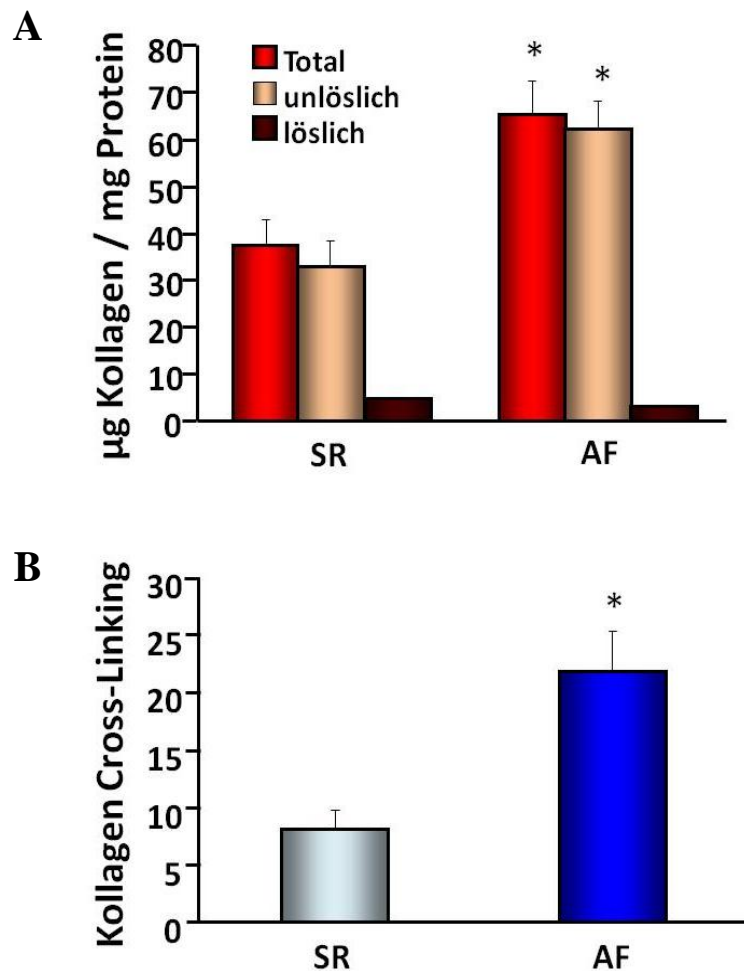 A
µg Kollagen / mg Protein
80
70
60
50
40
30
20
10
0
Total
unlöslich
löslich
*
*
SR
AF
B
Kollagen Cross-Linking
30
25
20
15
10
5
0
*
SR
AF